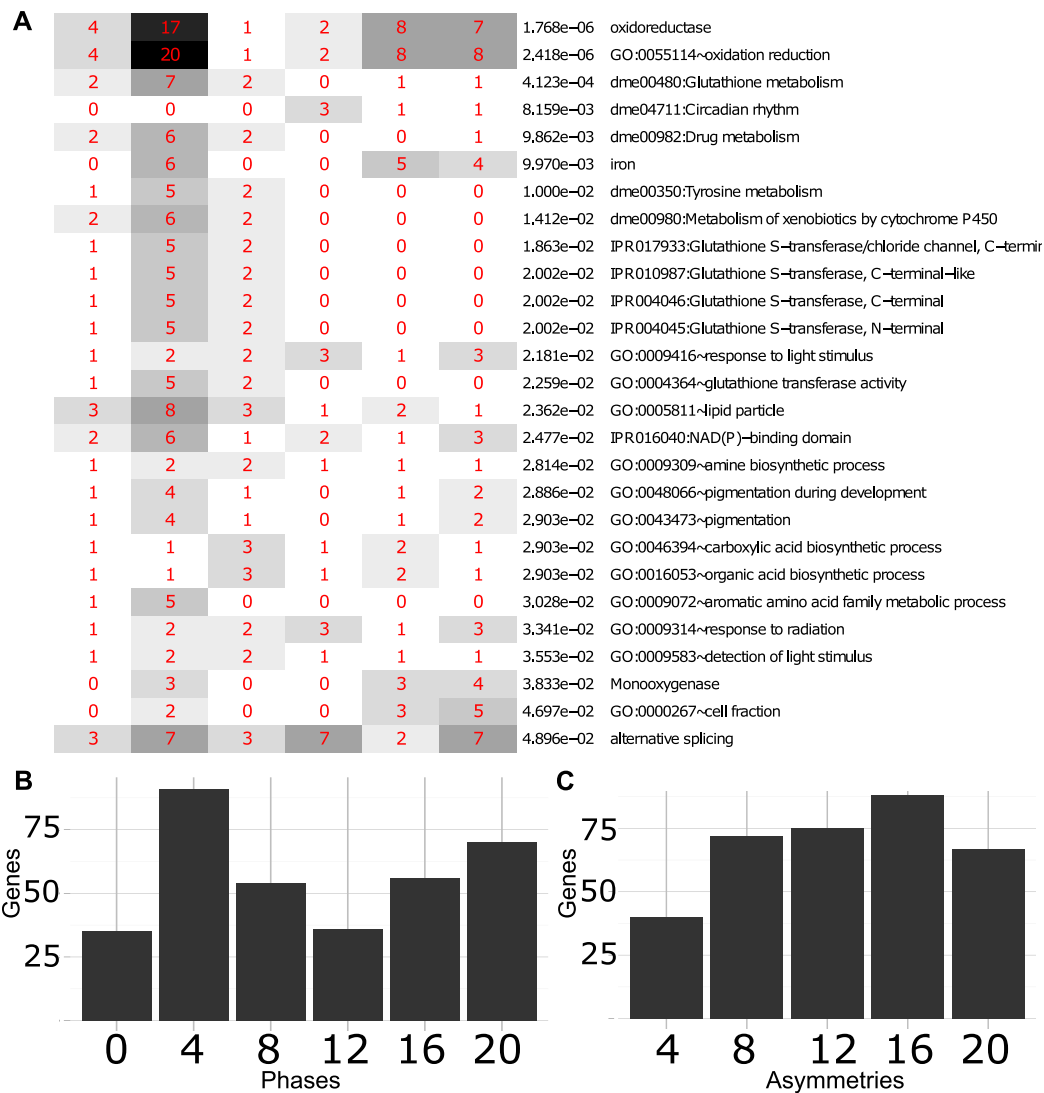 A
4 17 1 2 8 7 1.768e−06 oxidoreductase
4 20 1 2 8 8 2.418e−06 GO:0055114~oxidation reduction
2 7 2 0 1 1 4.123e−04 dme00480:Glutathione metabolism
0 0 0 3 1 1 8.159e−03 dme04711:Circadian rhythm
2 6 2 0 0 1 9.862e−03 dme00982:Drug metabolism
0 6 0 0 5 4 9.970e−03 iron
1 5 2 0 0 0 1.000e−02 dme00350:Tyrosine metabolism
2 6 2 0 0 0 1.412e−02 dme00980:Metabolism of xenobiotics by cytochrome P450
1 5 2 0 0 0 1.863e−02 IPR017933:Glutathione S−transferase/chloride channel, C−termir
1 5 2 0 0 0 2.002e−02 IPR010987:Glutathione S−transferase, C−terminal−like
1 5 2 0 0 0 2.002e−02 IPR004046:Glutathione S−transferase, C−terminal
1 5 2 0 0 0 2.002e−02 IPR004045:Glutathione S−transferase, N−terminal
1 2 2 3 1 3 2.181e−02 GO:0009416~response to light stimulus
1 5 2 0 0 0 2.259e−02 GO:0004364~glutathione transferase activity
3 8 3 1 2 1 2.362e−02 GO:0005811~lipid particle
2 6 1 2 1 3 2.477e−02 IPR016040:NAD(P)−binding domain
1 2 2 1 1 1 2.814e−02 GO:0009309~amine biosynthetic process
1 4 1 0 1 2 2.886e−02 GO:0048066~pigmentation during development
1 4 1 0 1 2 2.903e−02 GO:0043473~pigmentation
1 1 3 1 2 1 2.903e−02 GO:0046394~carboxylic acid biosynthetic process
1 1 3 1 2 1 2.903e−02 GO:0016053~organic acid biosynthetic process
1 5 0 0 0 0 3.028e−02 GO:0009072~aromatic amino acid family metabolic process
1 2 2 3 1 3 3.341e−02 GO:0009314~response to radiation
1 2 2 1 1 1 3.553e−02 GO:0009583~detection of light stimulus
0 3 0 0 3 4 3.833e−02 Monooxygenase
0 2 0 0 3 5 4.697e−02 GO:0000267~cell fraction
3 7 3 7 2 7 4.896e−02 alternative splicing
B
Genes
75
50
25
0 4 8 12 16 20
Phases
C
Genes
75
50
25
4 8 12 16 20
Asymmetries